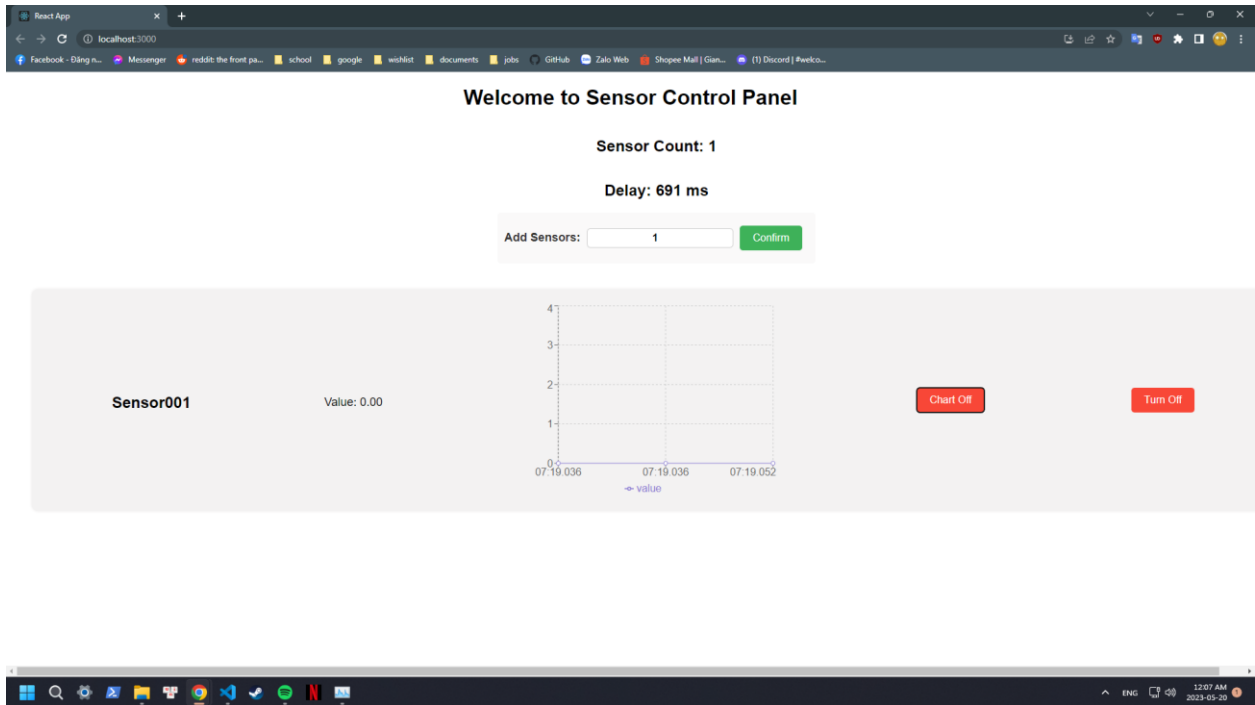 React App
localhost:3000
Facebook - Đăng n... Messenger reddit: the front pa... school google wishlist documents jobs GitHub Zalo Web Shopee Mall | Gian... (1) Discord | #welco...
Welcome to Sensor Control Panel
Sensor Count: 1
Delay: 691 ms
Add Sensors: 1 Confirm
4
3
2
Sensor001 Value: 0.00 Chart Off Turn Off
1
0
07:19.036 07:19.036 07:19.052
value
ENG 12:07 AM
2023-05-20 1